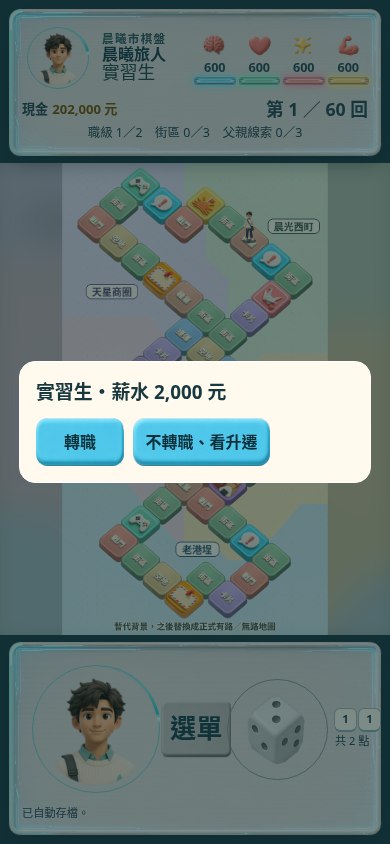 晨曦市棋盤
晨曦旅人
實習生
600 600 600 600
現金 202,000 元
第 1 ／ 60 回
職級 1／2 街區 0／3 父親線索 0／3
晨光西町
天星商圈
實習生・薪水 2,000 元
轉職
不轉職、看升遷
老港埕
暫代背景，之後替換成正式有路／無路地圖
選單
1 1
共 2 點
已自動存檔。